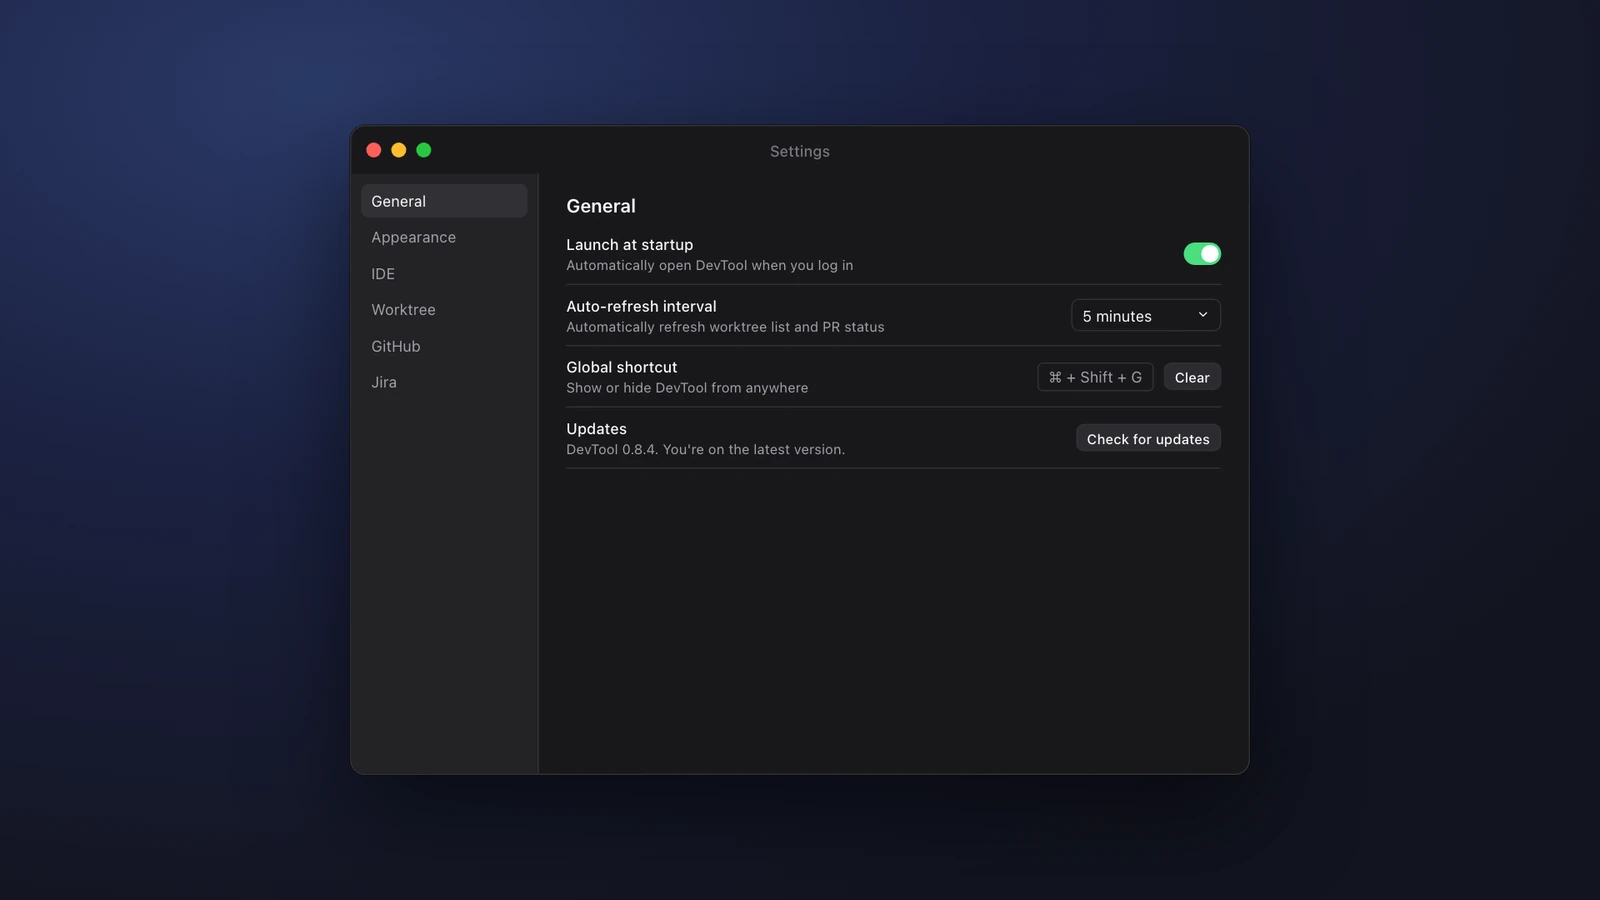 Settings
General
Appearance
IDE
Worktree
GitHub
Jira
General
Launch at startup
Automatically open DevTool when you log in
Auto-refresh interval
Automatically refresh worktree list and PR status
5 minutes
Global shortcut
Show or hide DevTool from anywhere
⌘ + Shift + G
Clear
Updates
DevTool 0.8.4. You're on the latest version.
Check for updates